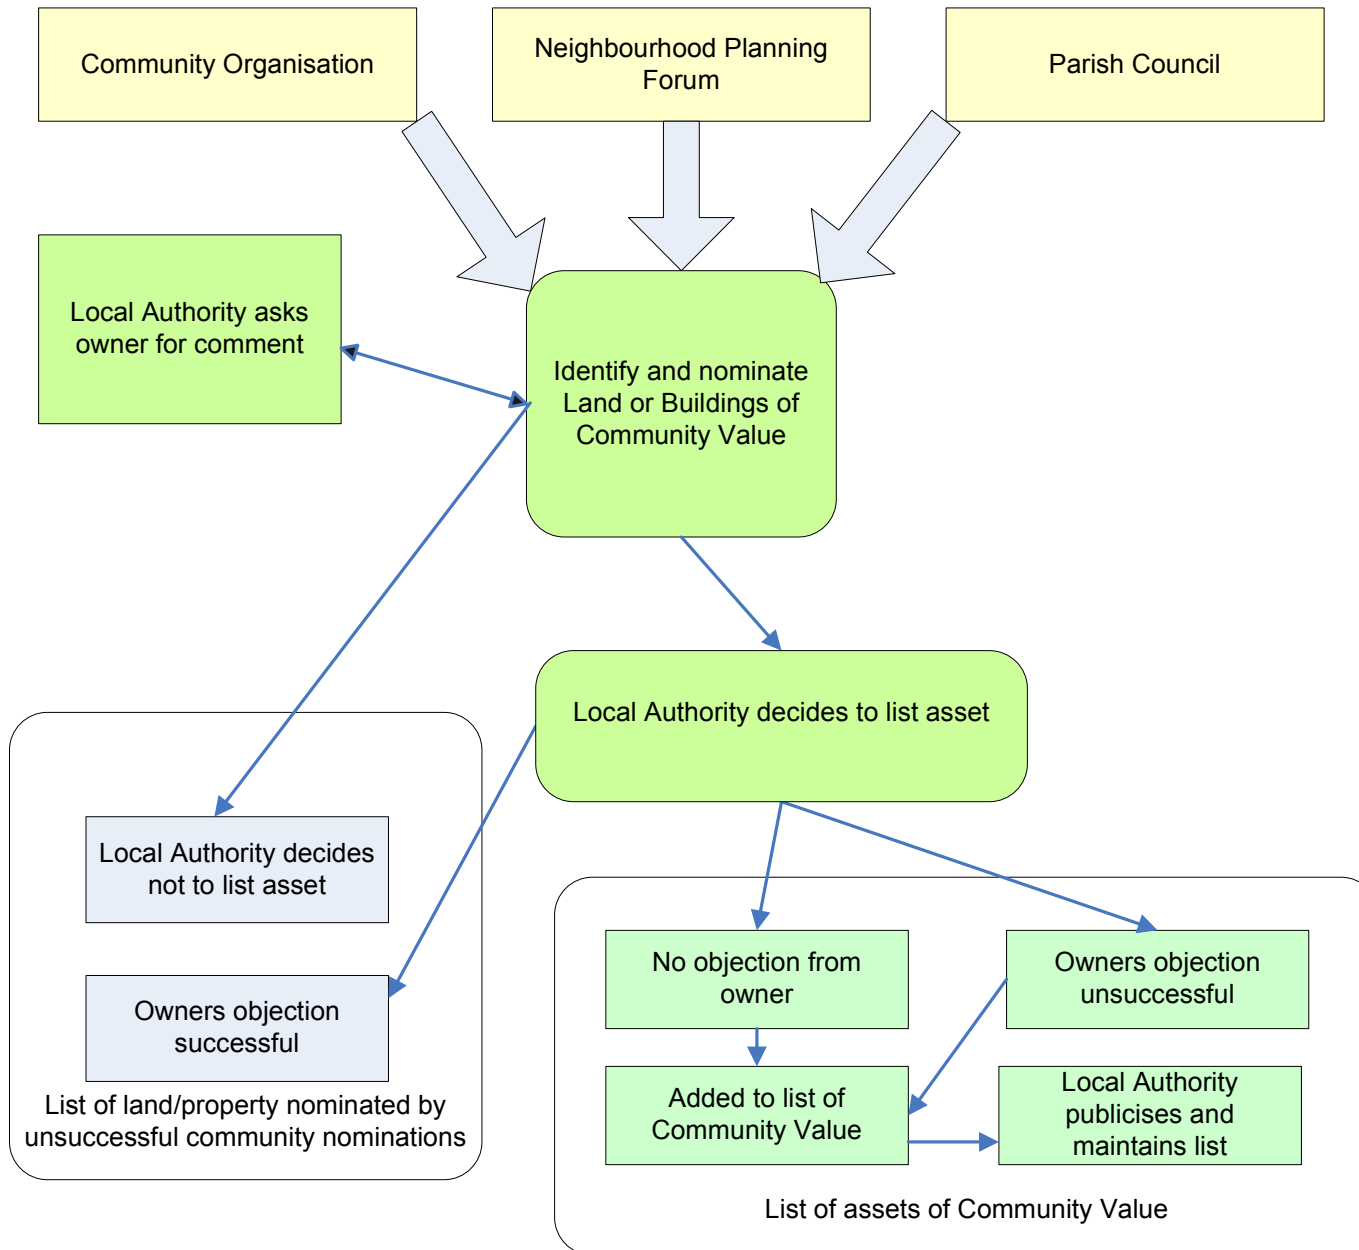 Community Organisation
Neighbourhood Planning
Forum
Parish Council
Local Authority asks
owner for comment
Identify and nominate
Land or Buildings of
Community Value
Local Authority decides to list asset
Local Authority decides
not to list asset
Owners objection
successful
List of land/property nominated by
unsuccessful community nominations
No objection from
owner
Owners objection
unsuccessful
Added to list of
Community Value
Local Authority
publicises and
maintains list
List of assets of Community Value